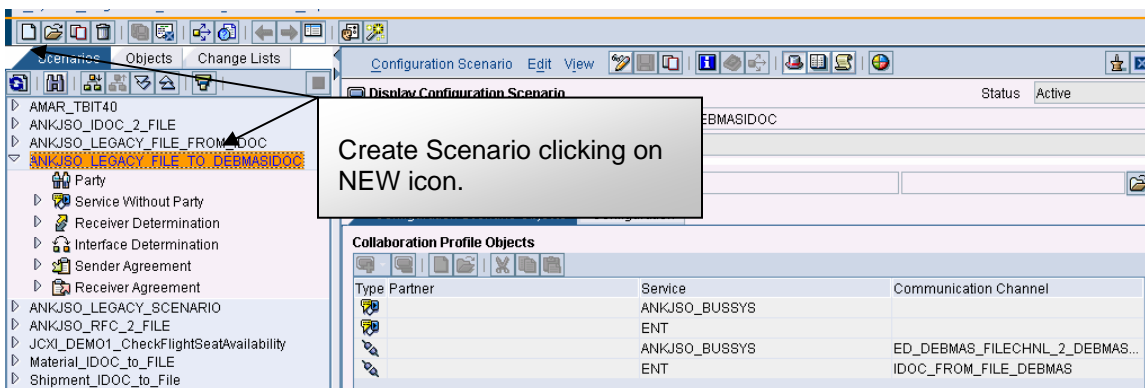 Scenarios Objects Change Lists
Configuration Scenario Edit View
Display Configuration Scenario
Status Active
AMAR_TBIT40
ANKJSO_IDOC_2_FILE
ANKJSO_LEGACY_FILE_FROM_IDOC
ANKJSO_LEGACY_FILE_TO_DEBMASIDOC
Party
Service Without Party
Receiver Determination
Interface Determination
Sender Agreement
Receiver Agreement
ANKJSO_LEGACY_SCENARIO
ANKJSO_RFC_2_FILE
JCXI_DEMO1_CheckFlightSeatAvailability
Material_IDOC_to_FILE
Shipment_IDOC_to_File
EBMASIDOC
Create Scenario clicking on
NEW icon.
Collaboration Profile Objects
Type Partner Service Communication Channel
ANKJSO_BUSSYS
ENT
ANKJSO_BUSSYS ED_DEBMAS_FILECHNL_2_DEBMAS...
ENT IDOC_FROM_FILE_DEBMAS